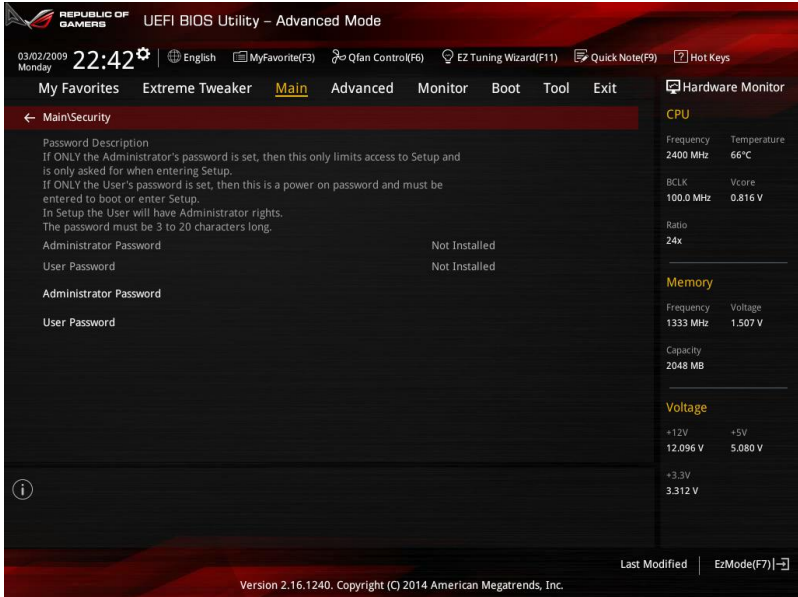 REPUBLIC OF
GAMERS
UEFI BIOS Utility – Advanced Mode
03/02/2009
Monday
22:42
English
MyFavorite(F3)
Qfan Control(F6)
EZ Tuning Wizard(F11)
Quick Note(F9)
? Hot Keys
My Favorites
Extreme Tweaker
Main
Advanced
Monitor
Boot
Tool
Exit
Hardware Monitor
← Main\Security
Password Description
If ONLY the Administrator's password is set, then this only limits access to Setup and
is only asked for when entering Setup.
If ONLY the User's password is set, then this is a power on password and must be
entered to boot or enter Setup.
In Setup the User will have Administrator rights.
The password must be 3 to 20 characters long.
Administrator Password Not Installed
User Password Not Installed
Administrator Password
User Password
CPU
Frequency Temperature
2400 MHz 66°C
BCLK Vcore
100.0 MHz 0.816 V
Ratio
24x
Memory
Frequency Voltage
1333 MHz 1.507 V
Capacity
2048 MB
Voltage
+12V +5V
12.096 V 5.080 V
+3.3V
3.312 V
i
Last Modified
EzMode(F7)
Version 2.16.1240. Copyright (C) 2014 American Megatrends, Inc.